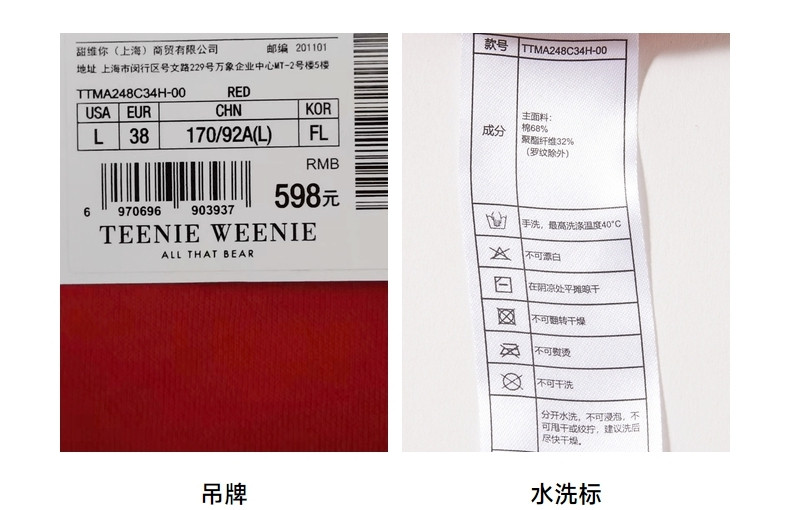 甜维你（上海）商贸有限公司 邮编 201101
地址 上海市闵行区号文路229号万象企业中心MT-2号楼5楼
TTMA248C34H-00 RED
USA EUR CHN KOR
L 38 170/92A(L) FL
RMB
598元
6 970696 903937
TEENIE WEENIE
ALL THAT BEAR
吊牌
款号 TTMA248C34H-00
成分
主面料：
棉68%
聚酯纤维32%
（罗纹除外）
手洗，最高洗涤温度40°C
不可漂白
在阴凉处平摊晾干
不可翻转干燥
不可熨烫
不可干洗
分开水洗，不可浸泡，不
可甩干或绞拧，建议洗后
尽快干燥。
水洗标